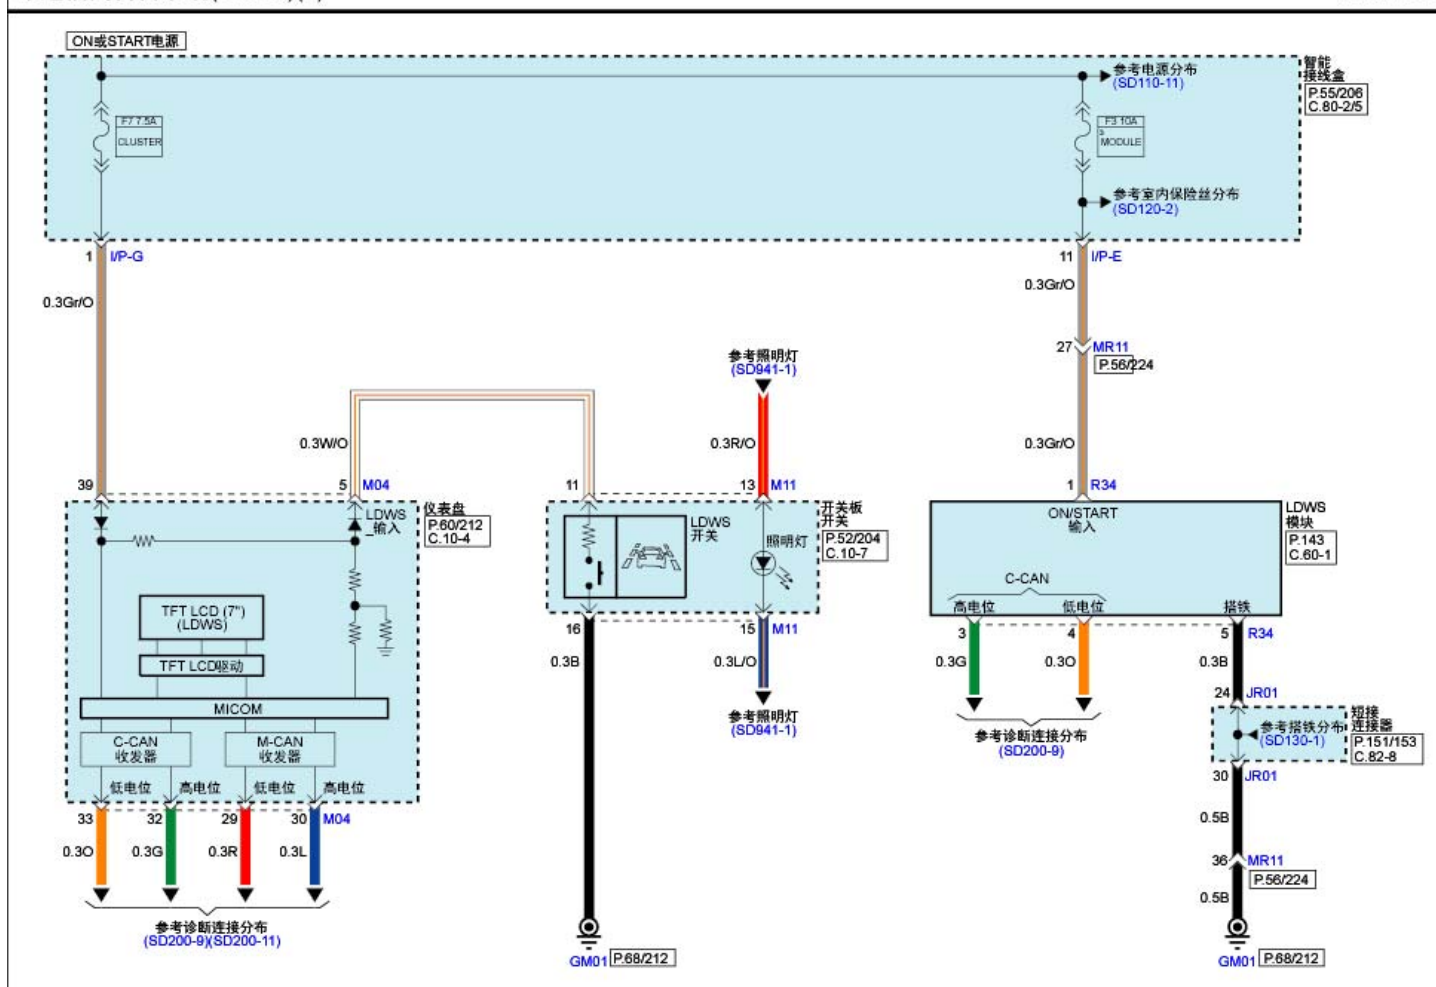 ON或START电源
智能
接线盒
P.55/206
C.80-2/5
参考电源分布
(SD110-11)
F7 7.5A
CLUSTER
F3 10A
5
MODULE
参考室内保险丝分布
(SD120-2)
1 I/P-G
11 I/P-E
0.3Gr/O
0.3Gr/O
27 MR11
P.56/224
参考照明灯
(SD941-1)
0.3W/O
0.3R/O
0.3Gr/O
39
5 M04
11
13 M11
1 R34
仪表盘
P.60/212
C.10-4
LDWS
_输入
TFT LCD (7")
(LDWS)
TFT LCD驱动
MICOM
C-CAN
收发器
M-CAN
收发器
低电位
高电位
低电位
高电位
33
32
29
30 M04
0.3O
0.3G
0.3R
0.3L
参考诊断连接分布
(SD200-9)(SD200-11)
开关板
开关
P.52/204
C.10-7
LDWS
开关
照明灯
16
15 M11
0.3B
0.3L/O
参考照明灯
(SD941-1)
GM01
P.68/212
LDWS
模块
P.143
C.60-1
ON/START
输入
C-CAN
高电位
低电位
搭铁
3
4
5 R34
0.3G
0.3O
0.3B
参考诊断连接分布
(SD200-9)
24 JR01
短接
连接器
P.151/153
C.82-8
参考搭铁分布
(SD130-1)
30 JR01
0.5B
36 MR11
P.56/224
0.5B
GM01
P.68/212